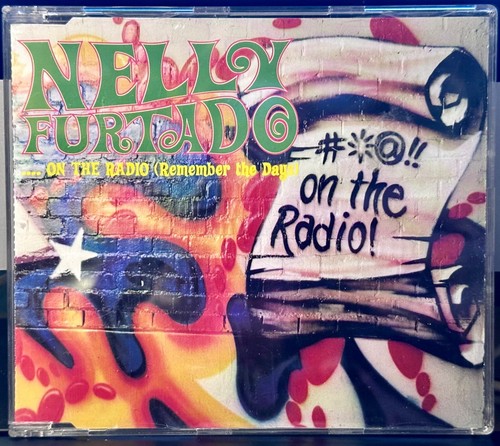 NELLY
FURTADO
.... ON THE RADIO (Remember the Days)
#*@!!
on the
Radio!